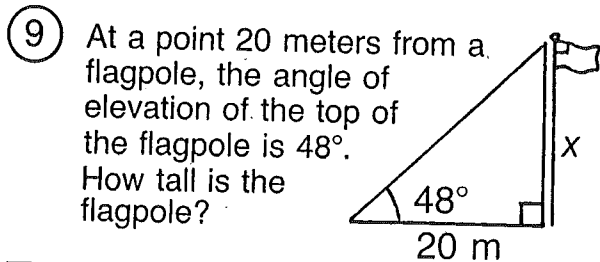 9 At a point 20 meters from a
flagpole, the angle of
elevation of the top of
the flagpole is 48°.
How tall is the
flagpole?
48°
x
20 m